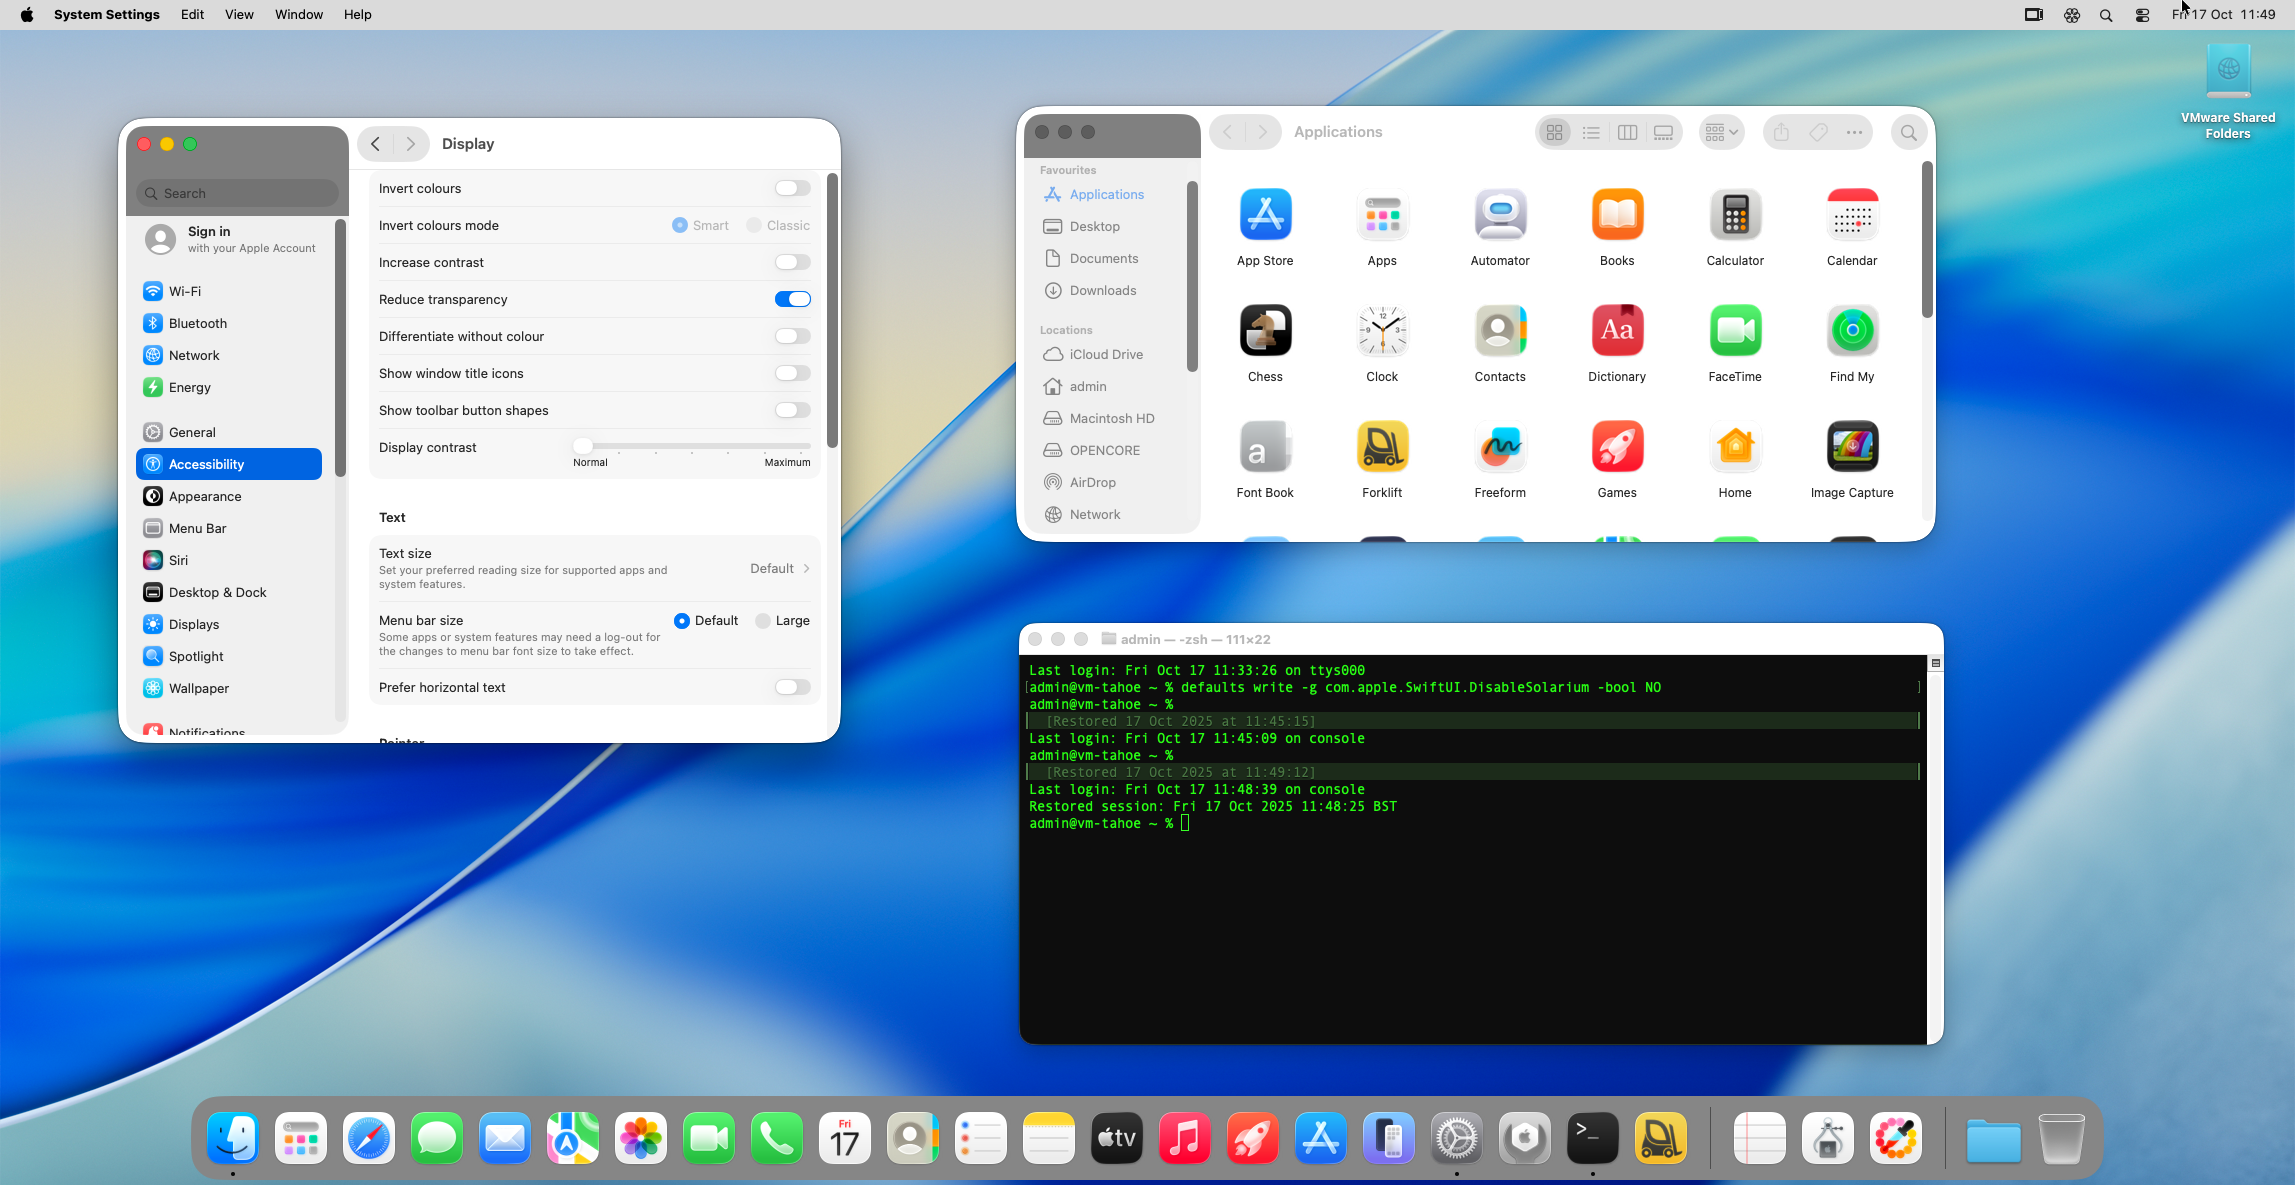 System Settings Edit View Window Help
Fri 17 Oct 11:49
VMware Shared
Folders
Display
Search
Sign in
with your Apple Account
Wi-Fi
Bluetooth
Network
Energy
General
Accessibility
Appearance
Menu Bar
Siri
Desktop & Dock
Displays
Spotlight
Wallpaper
Notifications
Invert colours
Invert colours mode Smart Classic
Increase contrast
Reduce transparency
Differentiate without colour
Show window title icons
Show toolbar button shapes
Display contrast
Normal Maximum
Text
Text size
Set your preferred reading size for supported apps and
system features.
Default
Menu bar size Default Large
Some apps or system features may need a log-out for
the changes to menu bar font size to take effect.
Prefer horizontal text
Pointer
Applications
Favourites
Applications
Desktop
Documents
Downloads
Locations
iCloud Drive
admin
Macintosh HD
OPENCORE
AirDrop
Network
App Store Apps Automator Books Calculator Calendar
Chess Clock Contacts Dictionary FaceTime Find My
Font Book Forklift Freeform Games Home Image Capture
admin — -zsh — 111×22
Last login: Fri Oct 17 11:33:26 on ttys000
[admin@vm-tahoe ~ % defaults write -g com.apple.SwiftUI.DisableSolarium -bool NO ]
admin@vm-tahoe ~ %
[Restored 17 Oct 2025 at 11:45:15]
Last login: Fri Oct 17 11:45:09 on console
admin@vm-tahoe ~ %
[Restored 17 Oct 2025 at 11:49:12]
Last login: Fri Oct 17 11:48:39 on console
Restored session: Fri 17 Oct 2025 11:48:25 BST
admin@vm-tahoe ~ %
Fri
17
tv
>_